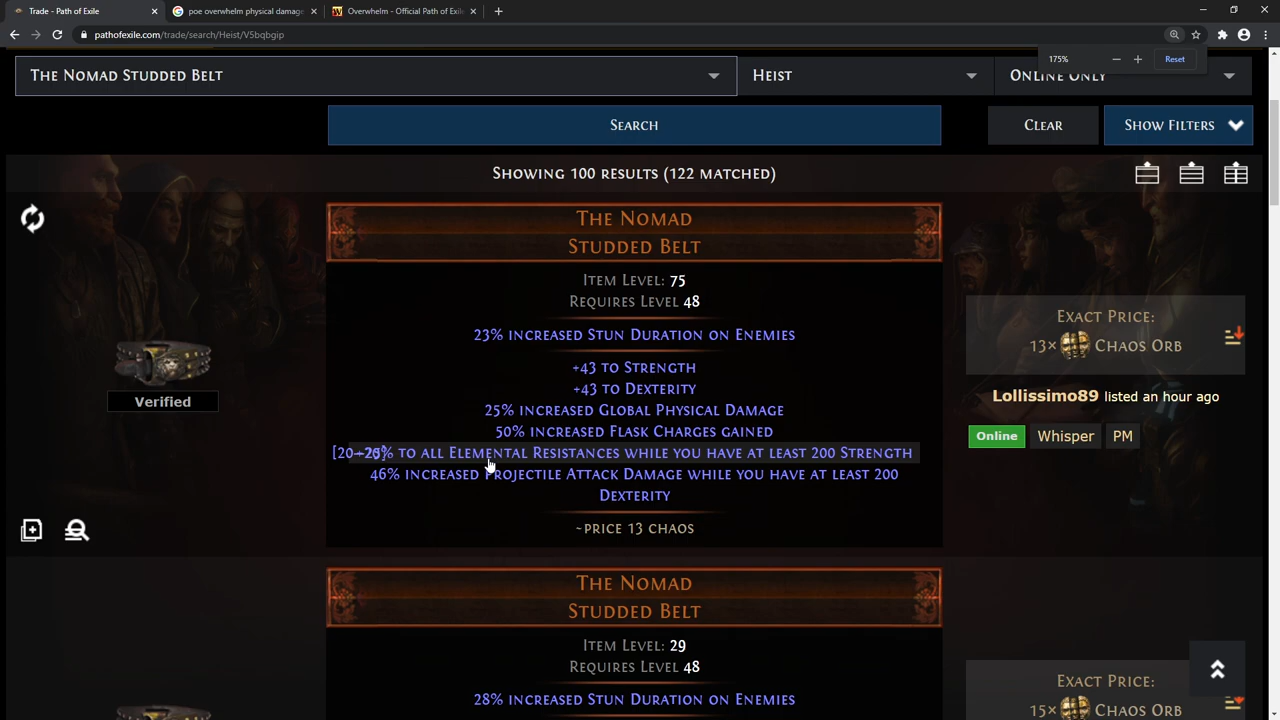 Trade - Path of Exile
poe overwhelm physical damage
Overwhelm - Official Path of Exile
pathofexile.com/trade/search/Heist/V5bqbgip
175%
Reset
The Nomad Studded Belt
Heist
Online Only
Search
Clear
Show Filters
Showing 100 results (122 matched)
The Nomad
Studded Belt
Item Level: 75
Requires Level 48
23% increased Stun Duration on Enemies
+43 to Strength
+43 to Dexterity
25% increased Global Physical Damage
50% increased Flask Charges gained
% to all Elemental Resistances while you have at least 200 Strength
46% increased Projectile Attack Damage while you have at least 200
Dexterity
~price 13 chaos
Verified
Exact Price:
13× Chaos Orb
Lollissimo89 listed an hour ago
Online
Whisper
PM
The Nomad
Studded Belt
Item Level: 29
Requires Level 48
28% increased Stun Duration on Enemies
Exact Price:
15× Chaos Orb